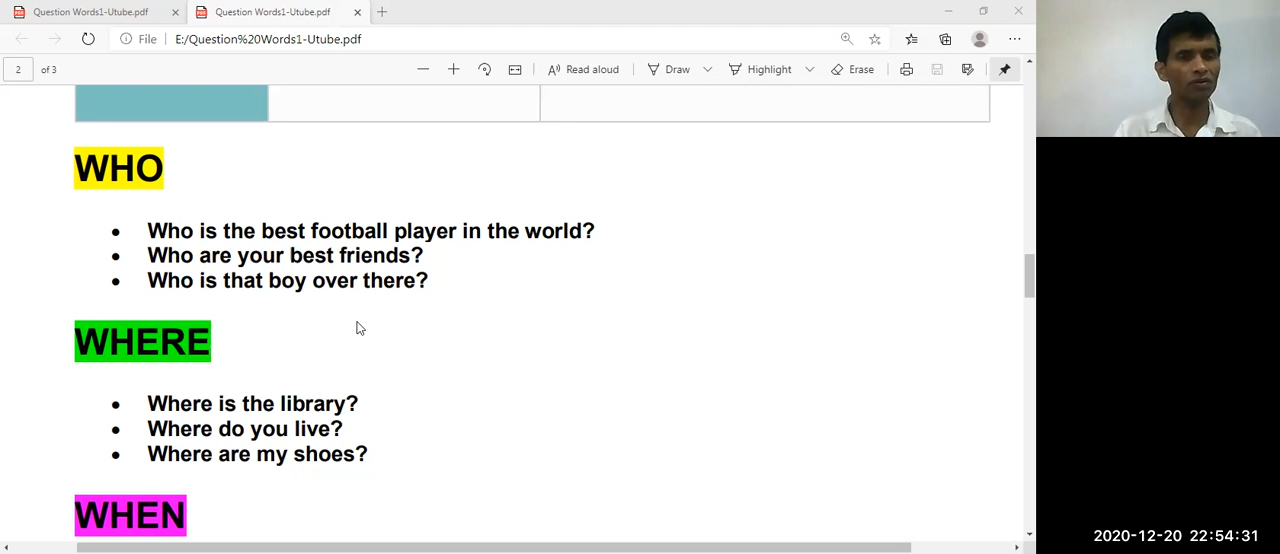 Question Words1-Utube.pdf
Question Words1-Utube.pdf
File E:/Question%20Words1-Utube.pdf
2 of 3 Read aloud Draw Highlight Erase
WHO
• Who is the best football player in the world?
• Who are your best friends?
• Who is that boy over there?
WHERE
• Where is the library?
• Where do you live?
• Where are my shoes?
WHEN
2020-12-20 22:54:31